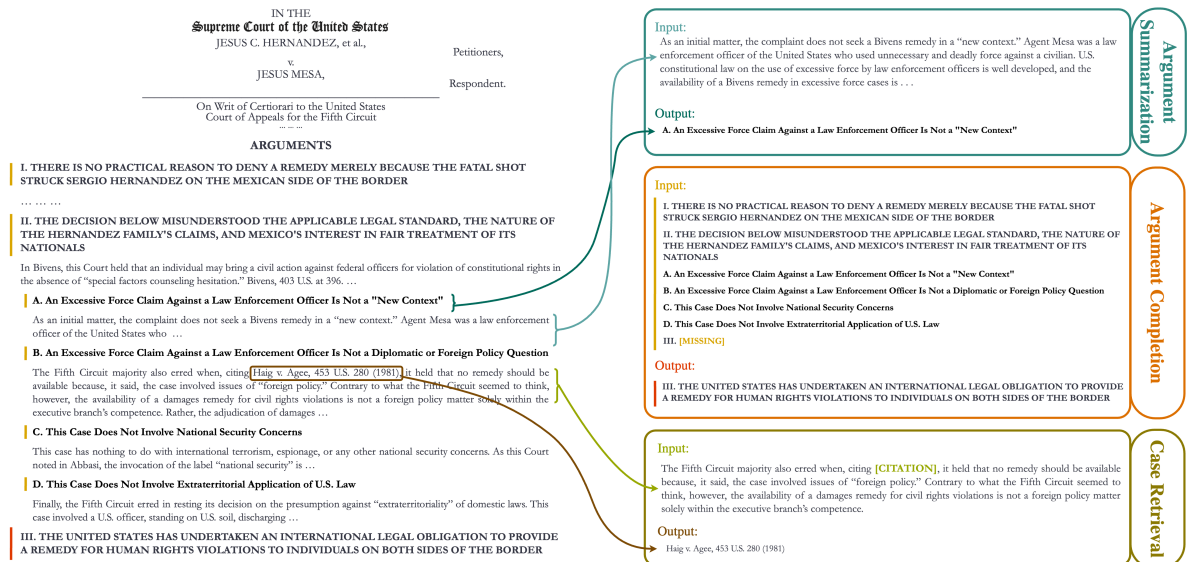 IN THE
Supreme Court of the United States
JESUS C. HERNANDEZ, et al.,
Petitioners,
v.
JESUS MESA,
Respondent.
On Writ of Certiorari to the United States
Court of Appeals for the Fifth Circuit
... ... ...
ARGUMENTS
I. THERE IS NO PRACTICAL REASON TO DENY A REMEDY MERELY BECAUSE THE FATAL SHOT
STRUCK SERGIO HERNANDEZ ON THE MEXICAN SIDE OF THE BORDER
… … …
II. THE DECISION BELOW MISUNDERSTOOD THE APPLICABLE LEGAL STANDARD, THE NATURE OF
THE HERNANDEZ FAMILY'S CLAIMS, AND MEXICO'S INTEREST IN FAIR TREATMENT OF ITS
NATIONALS
In Bivens, this Court held that an individual may bring a civil action against federal officers for violation of constitutional rights in
the absence of “special factors counseling hesitation.” Bivens, 403 U.S. at 396. …
A. An Excessive Force Claim Against a Law Enforcement Officer Is Not a "New Context"
As an initial matter, the complaint does not seek a Bivens remedy in a “new context.” Agent Mesa was a law enforcement
officer of the United States who …
B. An Excessive Force Claim Against a Law Enforcement Officer Is Not a Diplomatic or Foreign Policy Question
The Fifth Circuit majority also erred when, citing Haig v. Agee, 453 U.S. 280 (1981), it held that no remedy should be
available because, it said, the case involved issues of “foreign policy.” Contrary to what the Fifth Circuit seemed to think,
however, the availability of a damages remedy for civil rights violations is not a foreign policy matter solely within the
executive branch’s competence. Rather, the adjudication of damages …
C. This Case Does Not Involve National Security Concerns
This case has nothing to do with international terrorism, espionage, or any other national security concerns. As this Court
noted in Abbasi, the invocation of the label “national security” is …
D. This Case Does Not Involve Extraterritorial Application of U.S. Law
Finally, the Fifth Circuit erred in resting its decision on the presumption against “extraterritoriality” of domestic laws. This
case involved a U.S. officer, standing on U.S. soil, discharging …
III. THE UNITED STATES HAS UNDERTAKEN AN INTERNATIONAL LEGAL OBLIGATION TO PROVIDE
A REMEDY FOR HUMAN RIGHTS VIOLATIONS TO INDIVIDUALS ON BOTH SIDES OF THE BORDER
Input:
As an initial matter, the complaint does not seek a Bivens remedy in a “new context.” Agent Mesa was a law
enforcement officer of the United States who used unnecessary and deadly force against a civilian. U.S.
constitutional law on the use of excessive force by law enforcement officers is well developed, and the
availability of a Bivens remedy in excessive force cases is . . .
Output:
A. An Excessive Force Claim Against a Law Enforcement Officer Is Not a "New Context"
Argument
Summarization
Input:
I. THERE IS NO PRACTICAL REASON TO DENY A REMEDY MERELY BECAUSE THE FATAL SHOT
STRUCK SERGIO HERNANDEZ ON THE MEXICAN SIDE OF THE BORDER
II. THE DECISION BELOW MISUNDERSTOOD THE APPLICABLE LEGAL STANDARD, THE NATURE OF
THE HERNANDEZ FAMILY'S CLAIMS, AND MEXICO'S INTEREST IN FAIR TREATMENT OF ITS
NATIONALS
A. An Excessive Force Claim Against a Law Enforcement Officer Is Not a "New Context"
B. An Excessive Force Claim Against a Law Enforcement Officer Is Not a Diplomatic or Foreign Policy Question
C. This Case Does Not Involve National Security Concerns
D. This Case Does Not Involve Extraterritorial Application of U.S. Law
III. [MISSING]
Output:
III. THE UNITED STATES HAS UNDERTAKEN AN INTERNATIONAL LEGAL OBLIGATION TO PROVIDE
A REMEDY FOR HUMAN RIGHTS VIOLATIONS TO INDIVIDUALS ON BOTH SIDES OF THE BORDER
Argument Completion
Input:
The Fifth Circuit majority also erred when, citing [CITATION], it held that no remedy should be available
because, it said, the case involved issues of “foreign policy.” Contrary to what the Fifth Circuit seemed to
think, however, the availability of a damages remedy for civil rights violations is not a foreign policy matter
solely within the executive branch’s competence.
Output:
Haig v. Agee, 453 U.S. 280 (1981)
Case Retrieval